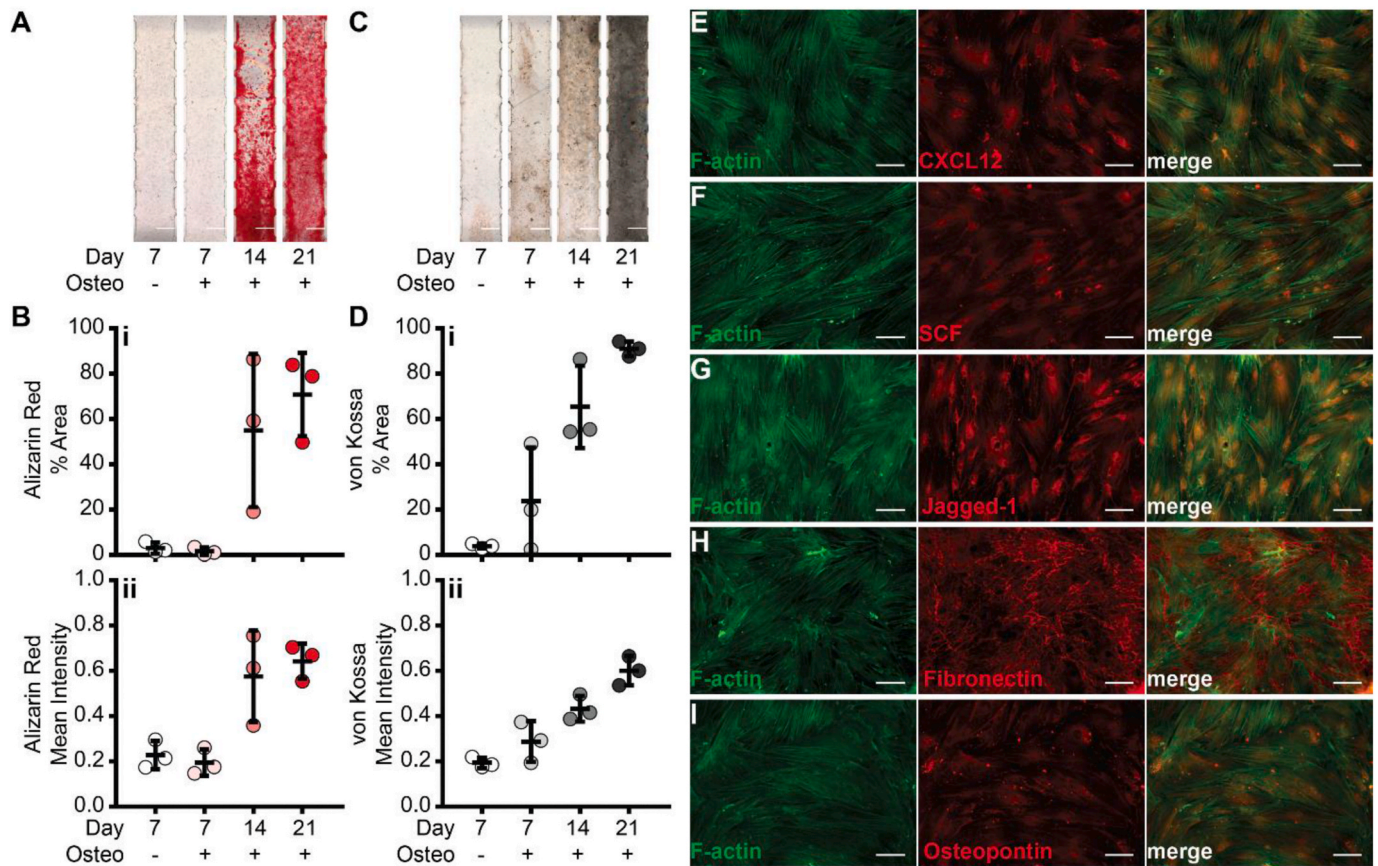 A
Day 7 7 14 21
Osteo - + + +
B
i
Alizarin Red
% Area
100
80
60
40
20
0
ii
Alizarin Red
Mean Intensity
1.0
0.8
0.6
0.4
0.2
0.0
Day 7 7 14 21
Osteo - + + +
C
Day 7 7 14 21
Osteo - + + +
D
i
von Kossa
% Area
100
80
60
40
20
0
ii
von Kossa
Mean Intensity
1.0
0.8
0.6
0.4
0.2
0.0
Day 7 7 14 21
Osteo - + + +
E
F-actin CXCL12 merge
F
F-actin SCF merge
G
F-actin Jagged-1 merge
H
F-actin Fibronectin merge
I
F-actin Osteopontin merge